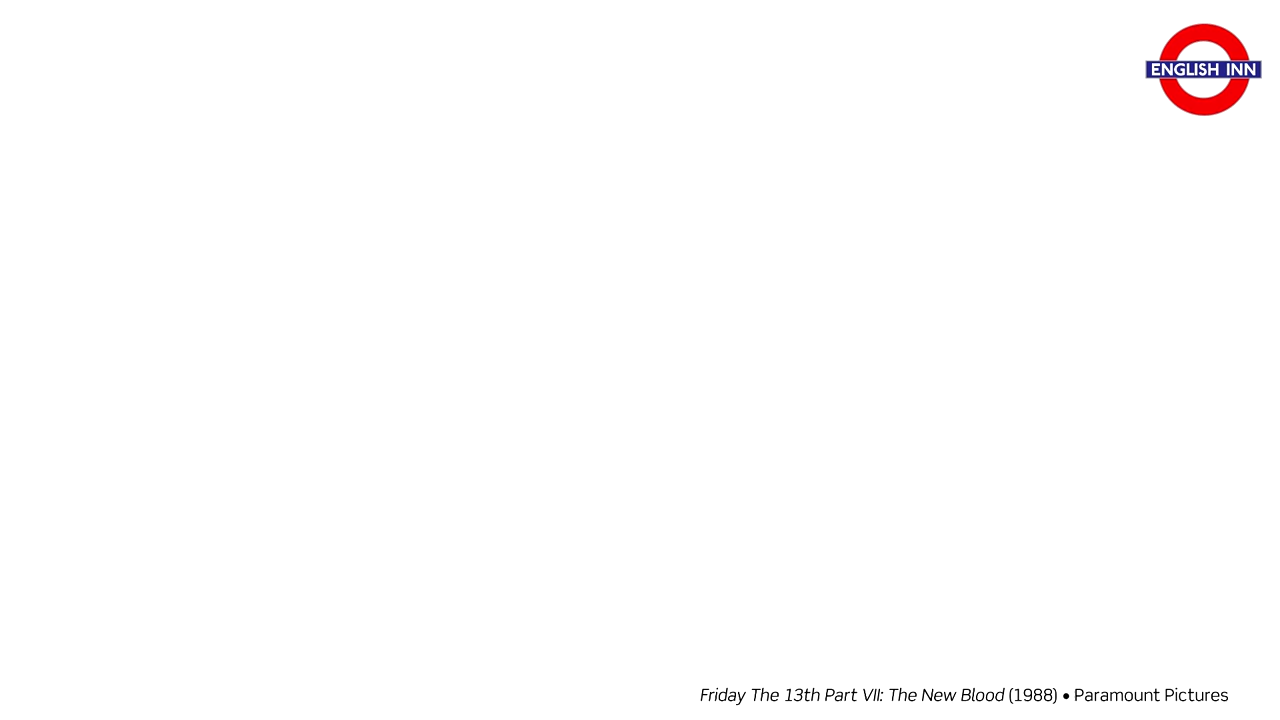 ENGLISH INN
Friday The 13th Part VII: The New Blood (1988) • Paramount Pictures